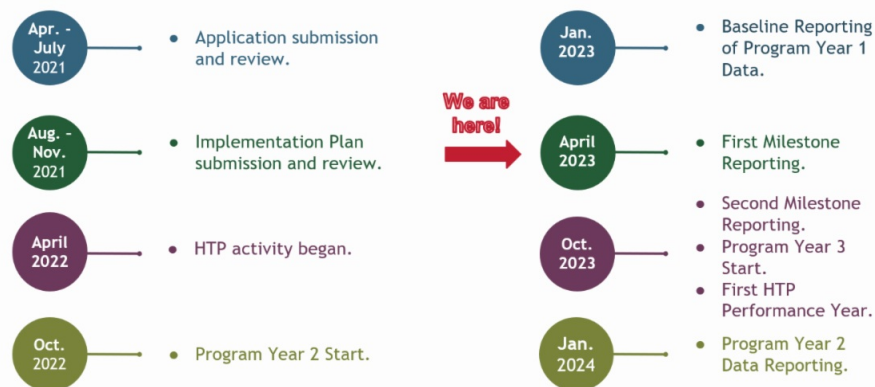 Apr. -
July
2021
• Application submission
and review.
Aug. -
Nov.
2021
• Implementation Plan
submission and review.
April
2022
• HTP activity began.
Oct.
2022
• Program Year 2 Start.
We are
here!
Jan.
2023
• Baseline Reporting
of Program Year 1
Data.
April
2023
• First Milestone
Reporting.
Oct.
2023
• Second Milestone
Reporting.
• Program Year 3
Start.
• First HTP
Performance Year.
Jan.
2024
• Program Year 2
Data Reporting.